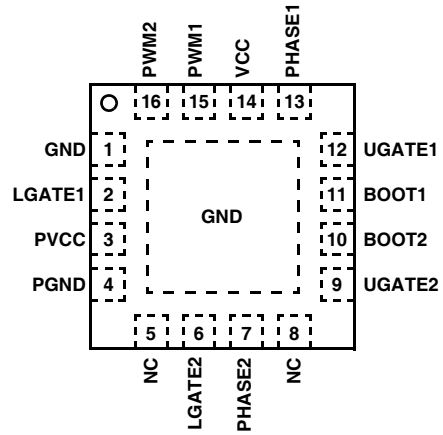 PWM2
PWM1
VCC
PHASE1
16
15
14
13
GND
1
12
UGATE1
LGATE1
2
11
BOOT1
GND
PVCC
3
10
BOOT2
PGND
4
9
UGATE2
5
6
7
8
NC
LGATE2
PHASE2
NC